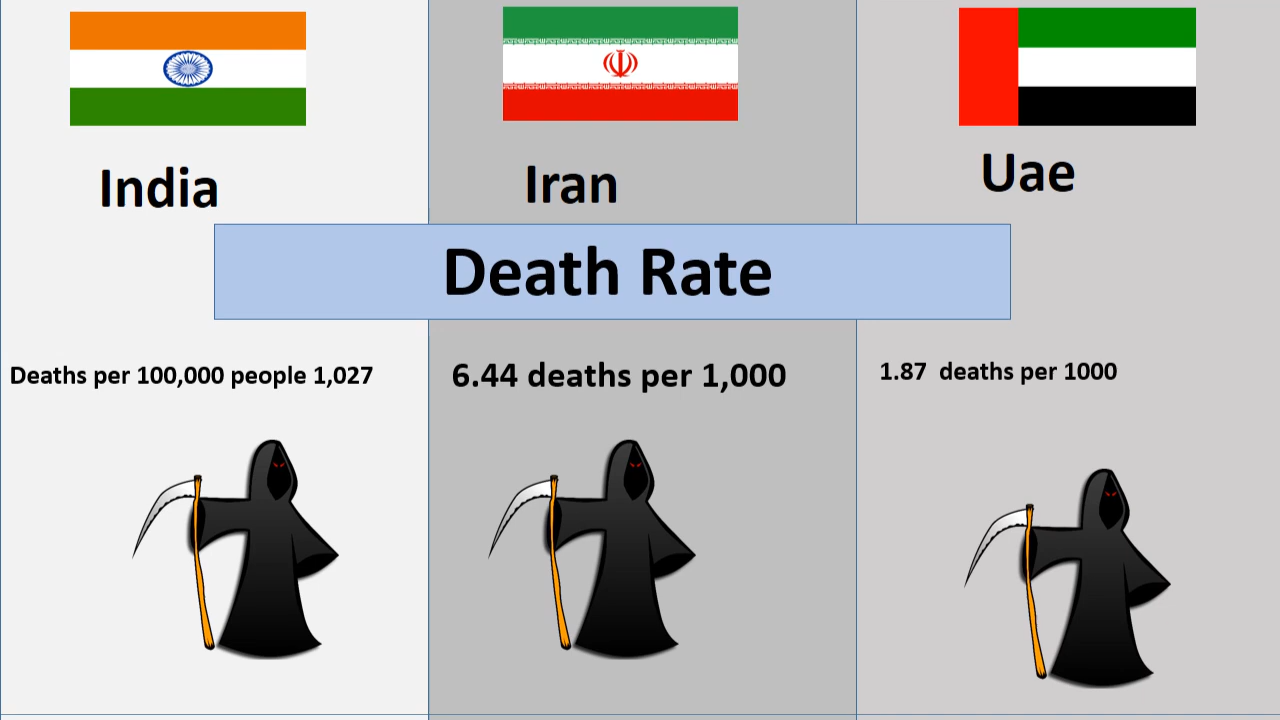 India
Iran
Uae
Death Rate
Deaths per 100,000 people 1,027
6.44 deaths per 1,000
1.87 deaths per 1000